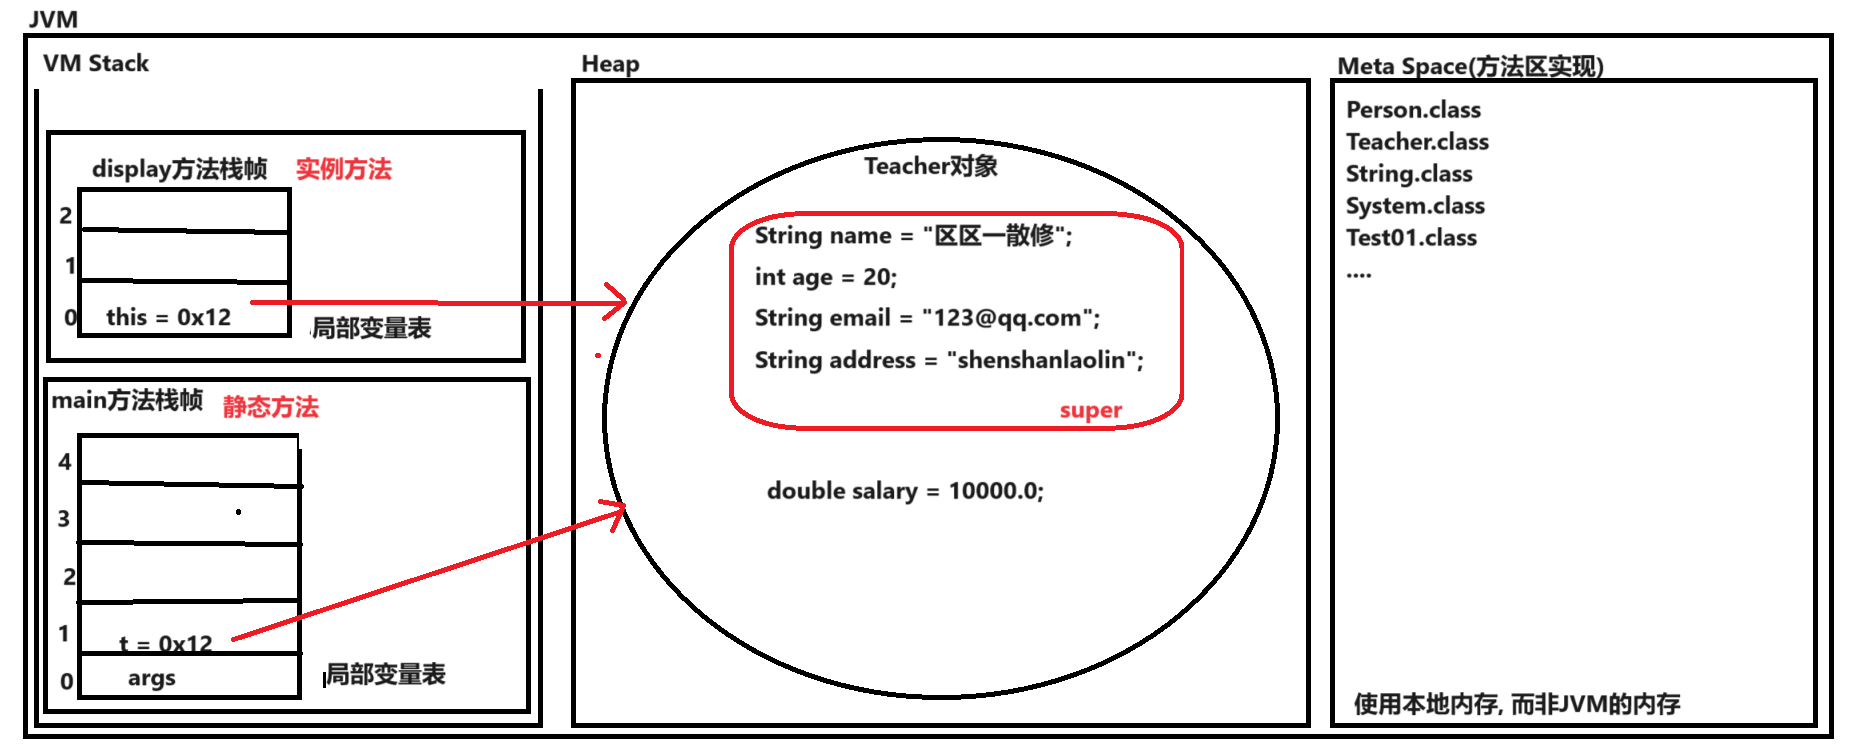 JVM
VM Stack
display方法栈帧 实例方法
2
1
0 this = 0x12
局部变量表
main方法栈帧 静态方法
4
3
2
1 t = 0x12
0 args
局部变量表
Heap
Teacher对象
String name = "区区一散修";
int age = 20;
String email = "123@qq.com";
String address = "shenshanlaolin";
super
double salary = 10000.0;
Meta Space(方法区实现)
Person.class
Teacher.class
String.class
System.class
Test01.class
....
使用本地内存, 而非JVM的内存